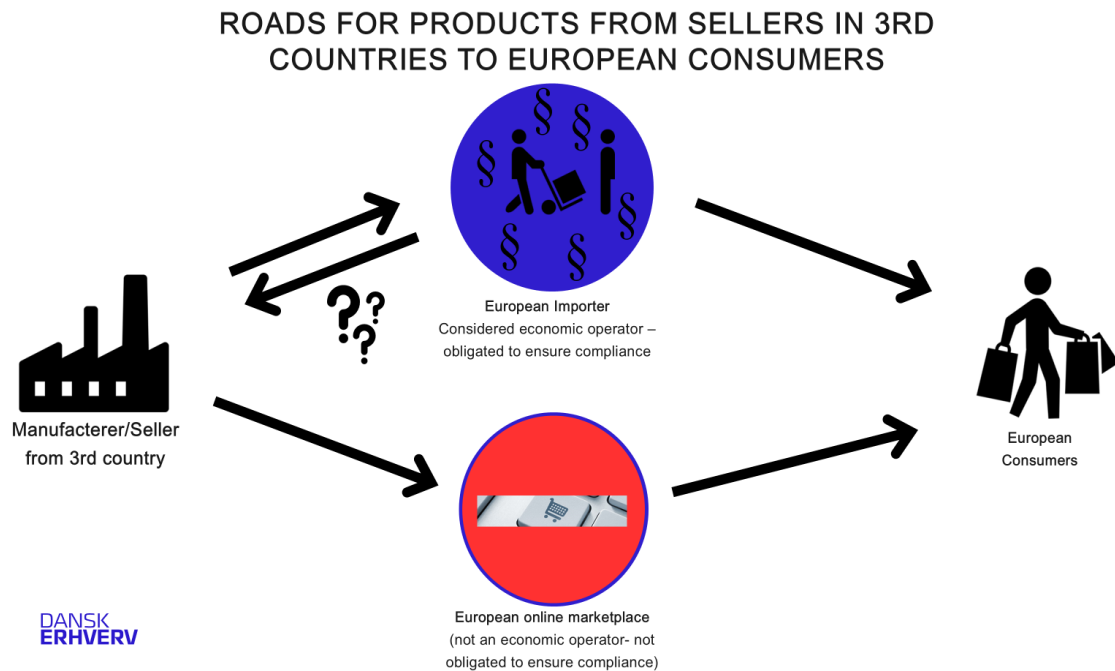 ROADS FOR PRODUCTS FROM SELLERS IN 3RD
COUNTRIES TO EUROPEAN CONSUMERS
§ § § § § § §
European Importer
Considered economic operator –
obligated to ensure compliance
? ? ?
Manufacterer/Seller
from 3rd country
European
Consumers
European online marketplace
(not an economic operator- not
obligated to ensure compliance)
DANSK
ERHVERV